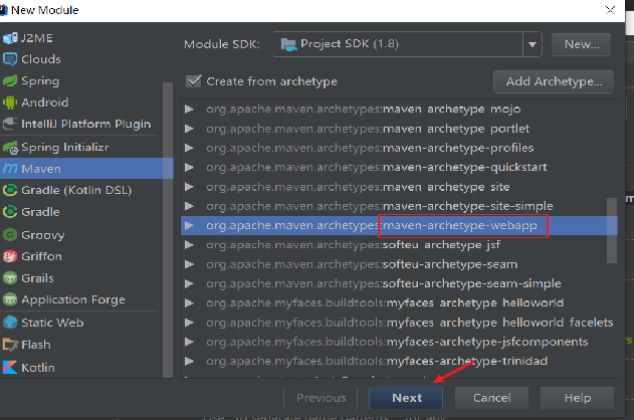 New Module
J2ME
Clouds
Spring
Android
IntelliJ Platform Plugin
Spring Initializr
Maven
Gradle (Kotlin DSL)
Gradle
Groovy
Griffon
Grails
Application Forge
Static Web
Flash
Kotlin
Module SDK: Project SDK (1.8) New...
Create from archetype Add Archetype...
org.apache.maven.archetypes:maven archetype mojo
org.apache.maven.archetypes:maven archetype portlet
org.apache.maven.archetypes:maven-archetype-profiles
org.apache.maven.archetypes:maven-archetype-quickstart
org.apache.maven.archetypes:maven archetype site
org.apache.maven.archetypes:maven-archetype-site-simple
org.apache.maven.archetypes:maven-archetype-webapp
org.apache.maven.archetypes:softeu archetype jsf
org.apache.maven.archetypes:softeu-archetype-seam
org.apache.maven.archetypes:softeu-archetype-seam-simple
org.apache.myfaces.buildtools:myfaces archetype helloworld
org.apache.myfaces.buildtools:myfaces archetype helloworld facelets
org.apache.myfaces.buildtools:myfaces-archetype-jsfcomponents
org.apache.myfaces.buildtools:myfaces-archetype-trinidad
Previous Next Cancel Help